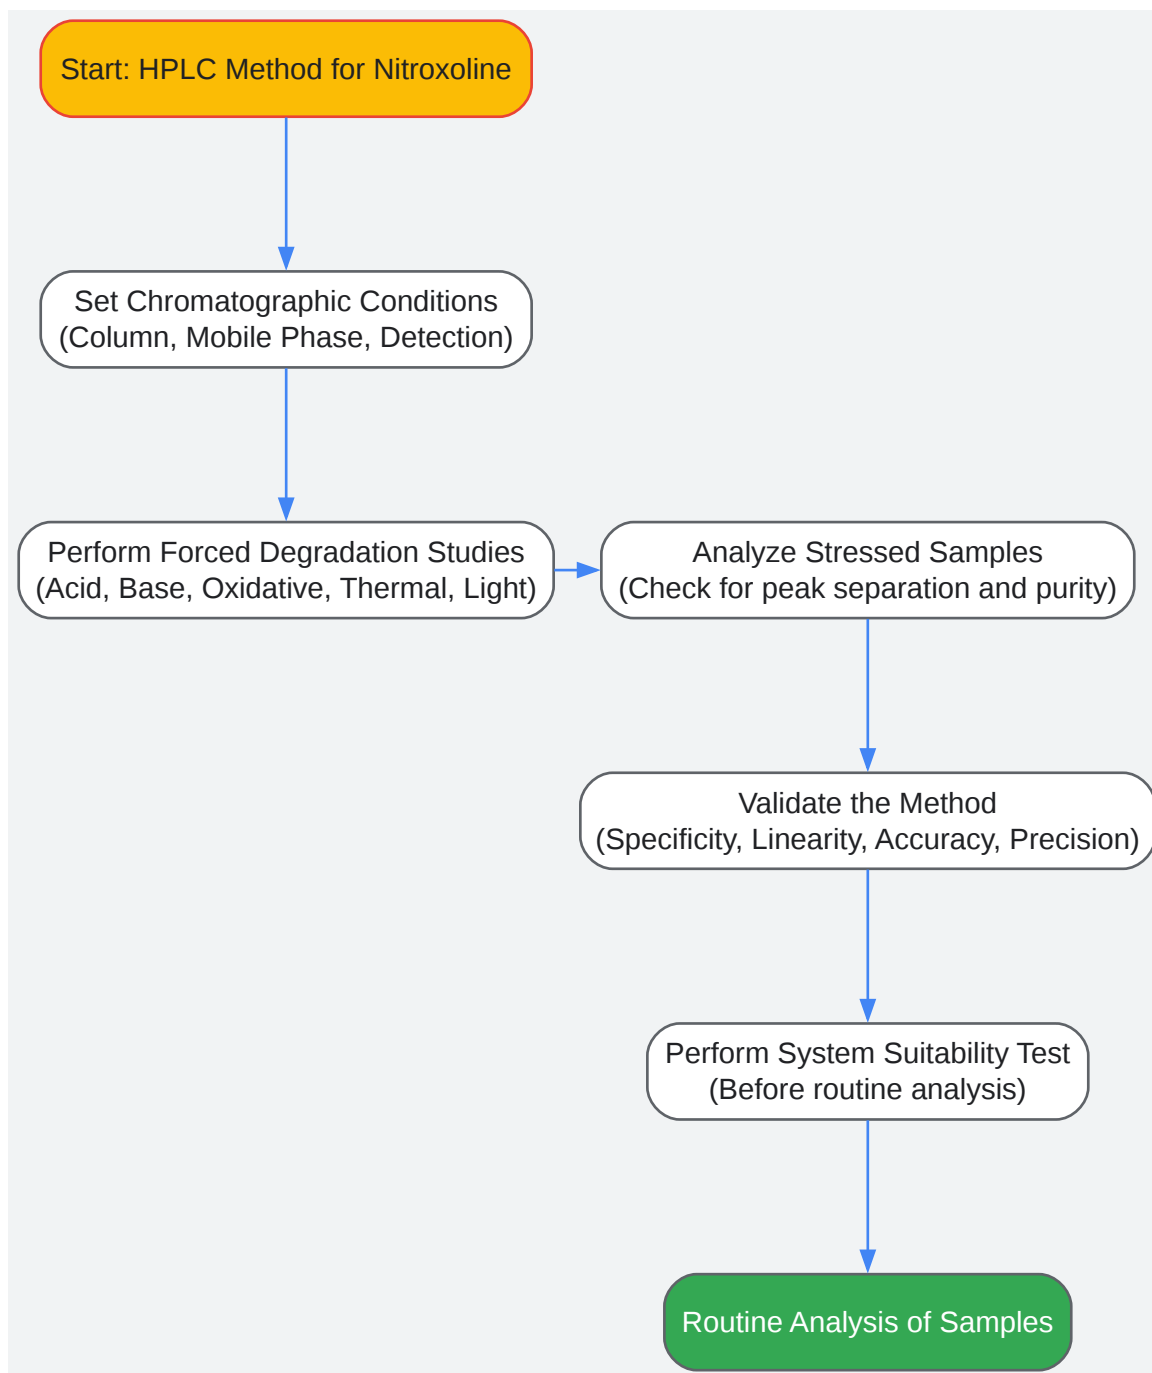 Start: HPLC Method for Nitroxoline
Set Chromatographic Conditions
(Column, Mobile Phase, Detection)
Perform Forced Degradation Studies
(Acid, Base, Oxidative, Thermal, Light)
Analyze Stressed Samples
(Check for peak separation and purity)
Validate the Method
(Specificity, Linearity, Accuracy, Precision)
Perform System Suitability Test
(Before routine analysis)
Routine Analysis of Samples